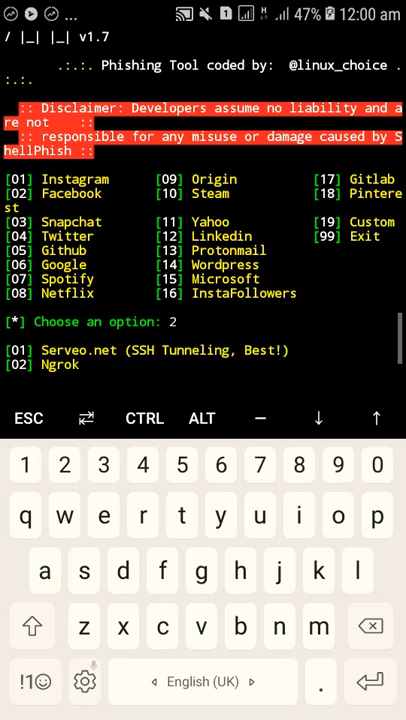 ... 47% 12:00 am
/ |_| |_| v1.7
.:.:. Phishing Tool coded by: @linux_choice .
:.:.
:: Disclaimer: Developers assume no liability and a
re not ::
:: responsible for any misuse or damage caused by S
hellPhish ::
[01] Instagram [09] Origin [17] Gitlab
[02] Facebook [10] Steam [18] Pintere
st
[03] Snapchat [11] Yahoo [19] Custom
[04] Twitter [12] Linkedin [99] Exit
[05] Github [13] Protonmail
[06] Google [14] Wordpress
[07] Spotify [15] Microsoft
[08] Netflix [16] InstaFollowers
[*] Choose an option: 2
[01] Serveo.net (SSH Tunneling, Best!)
[02] Ngrok
ESC ⇄ CTRL ALT — ↓ ↑
1 2 3 4 5 6 7 8 9 0
q w e r t y u i o p
a s d f g h j k l
z x c v b n m
!1☺ English (UK) .